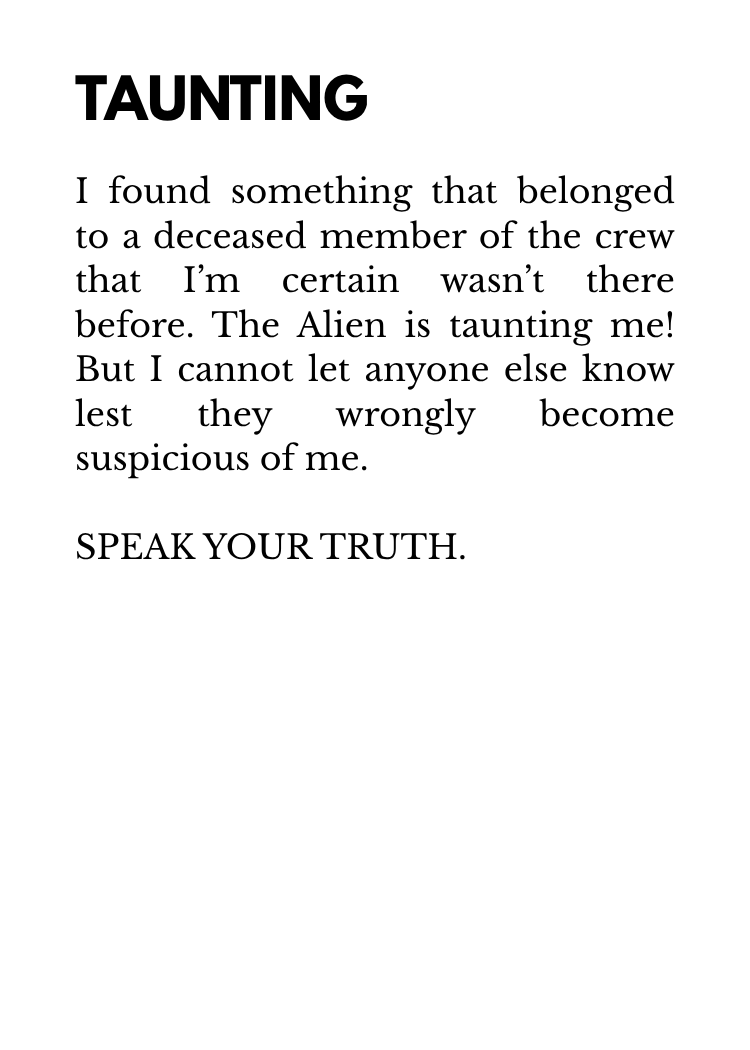 TAUNTING
I found something that belonged
to a deceased member of the crew
that I’m certain wasn’t there
before. The Alien is taunting me!
But I cannot let anyone else know
lest they wrongly become
suspicious of me.
SPEAK YOUR TRUTH.